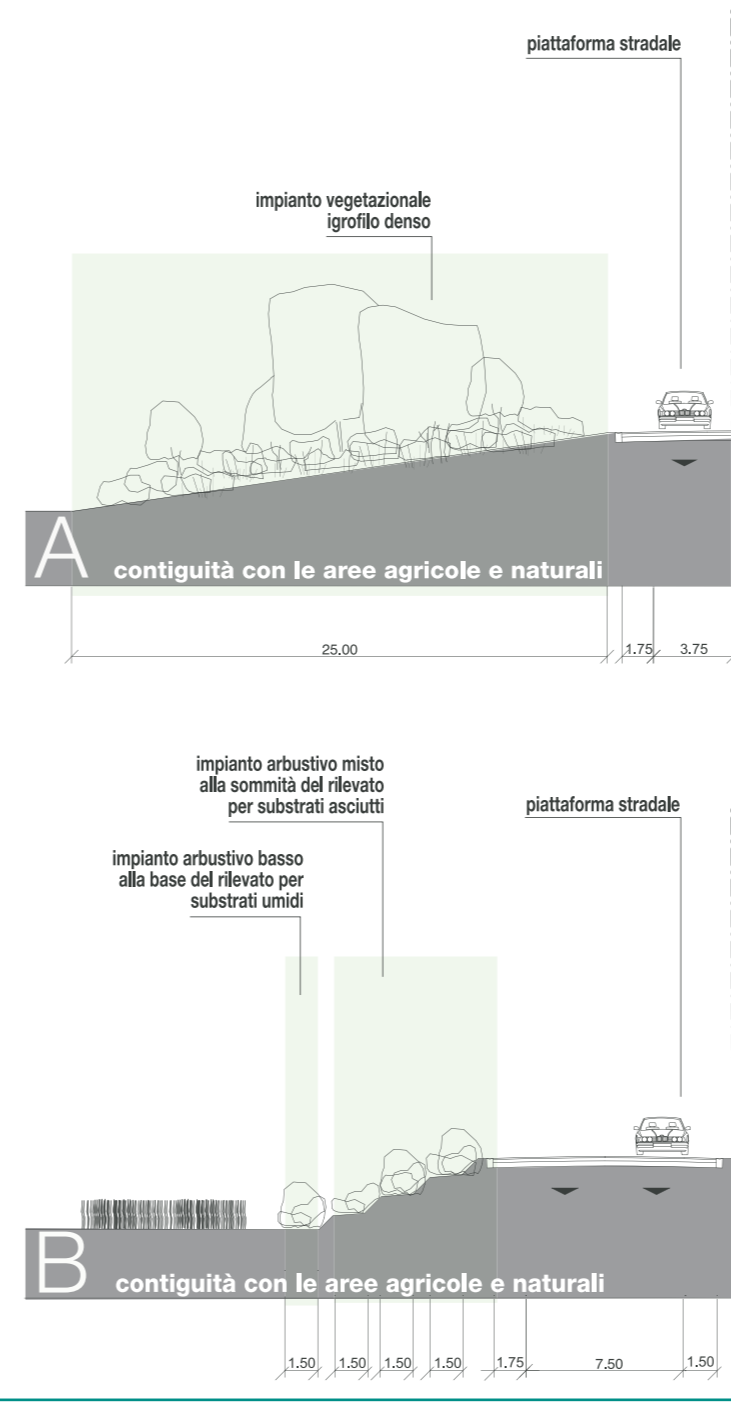 piattaforma stradale
impianto vegetazionale
igrofilo denso
A contiguità con le aree agricole e naturali
25.00 1.75 3.75
impianto arbustivo misto
alla sommità del rilevato
per substrati asciutti
piattaforma stradale
impianto arbustivo basso
alla base del rilevato per
substrati umidi
B contiguità con le aree agricole e naturali
1.50 1.50 1.50 1.50 1.75 7.50 1.50